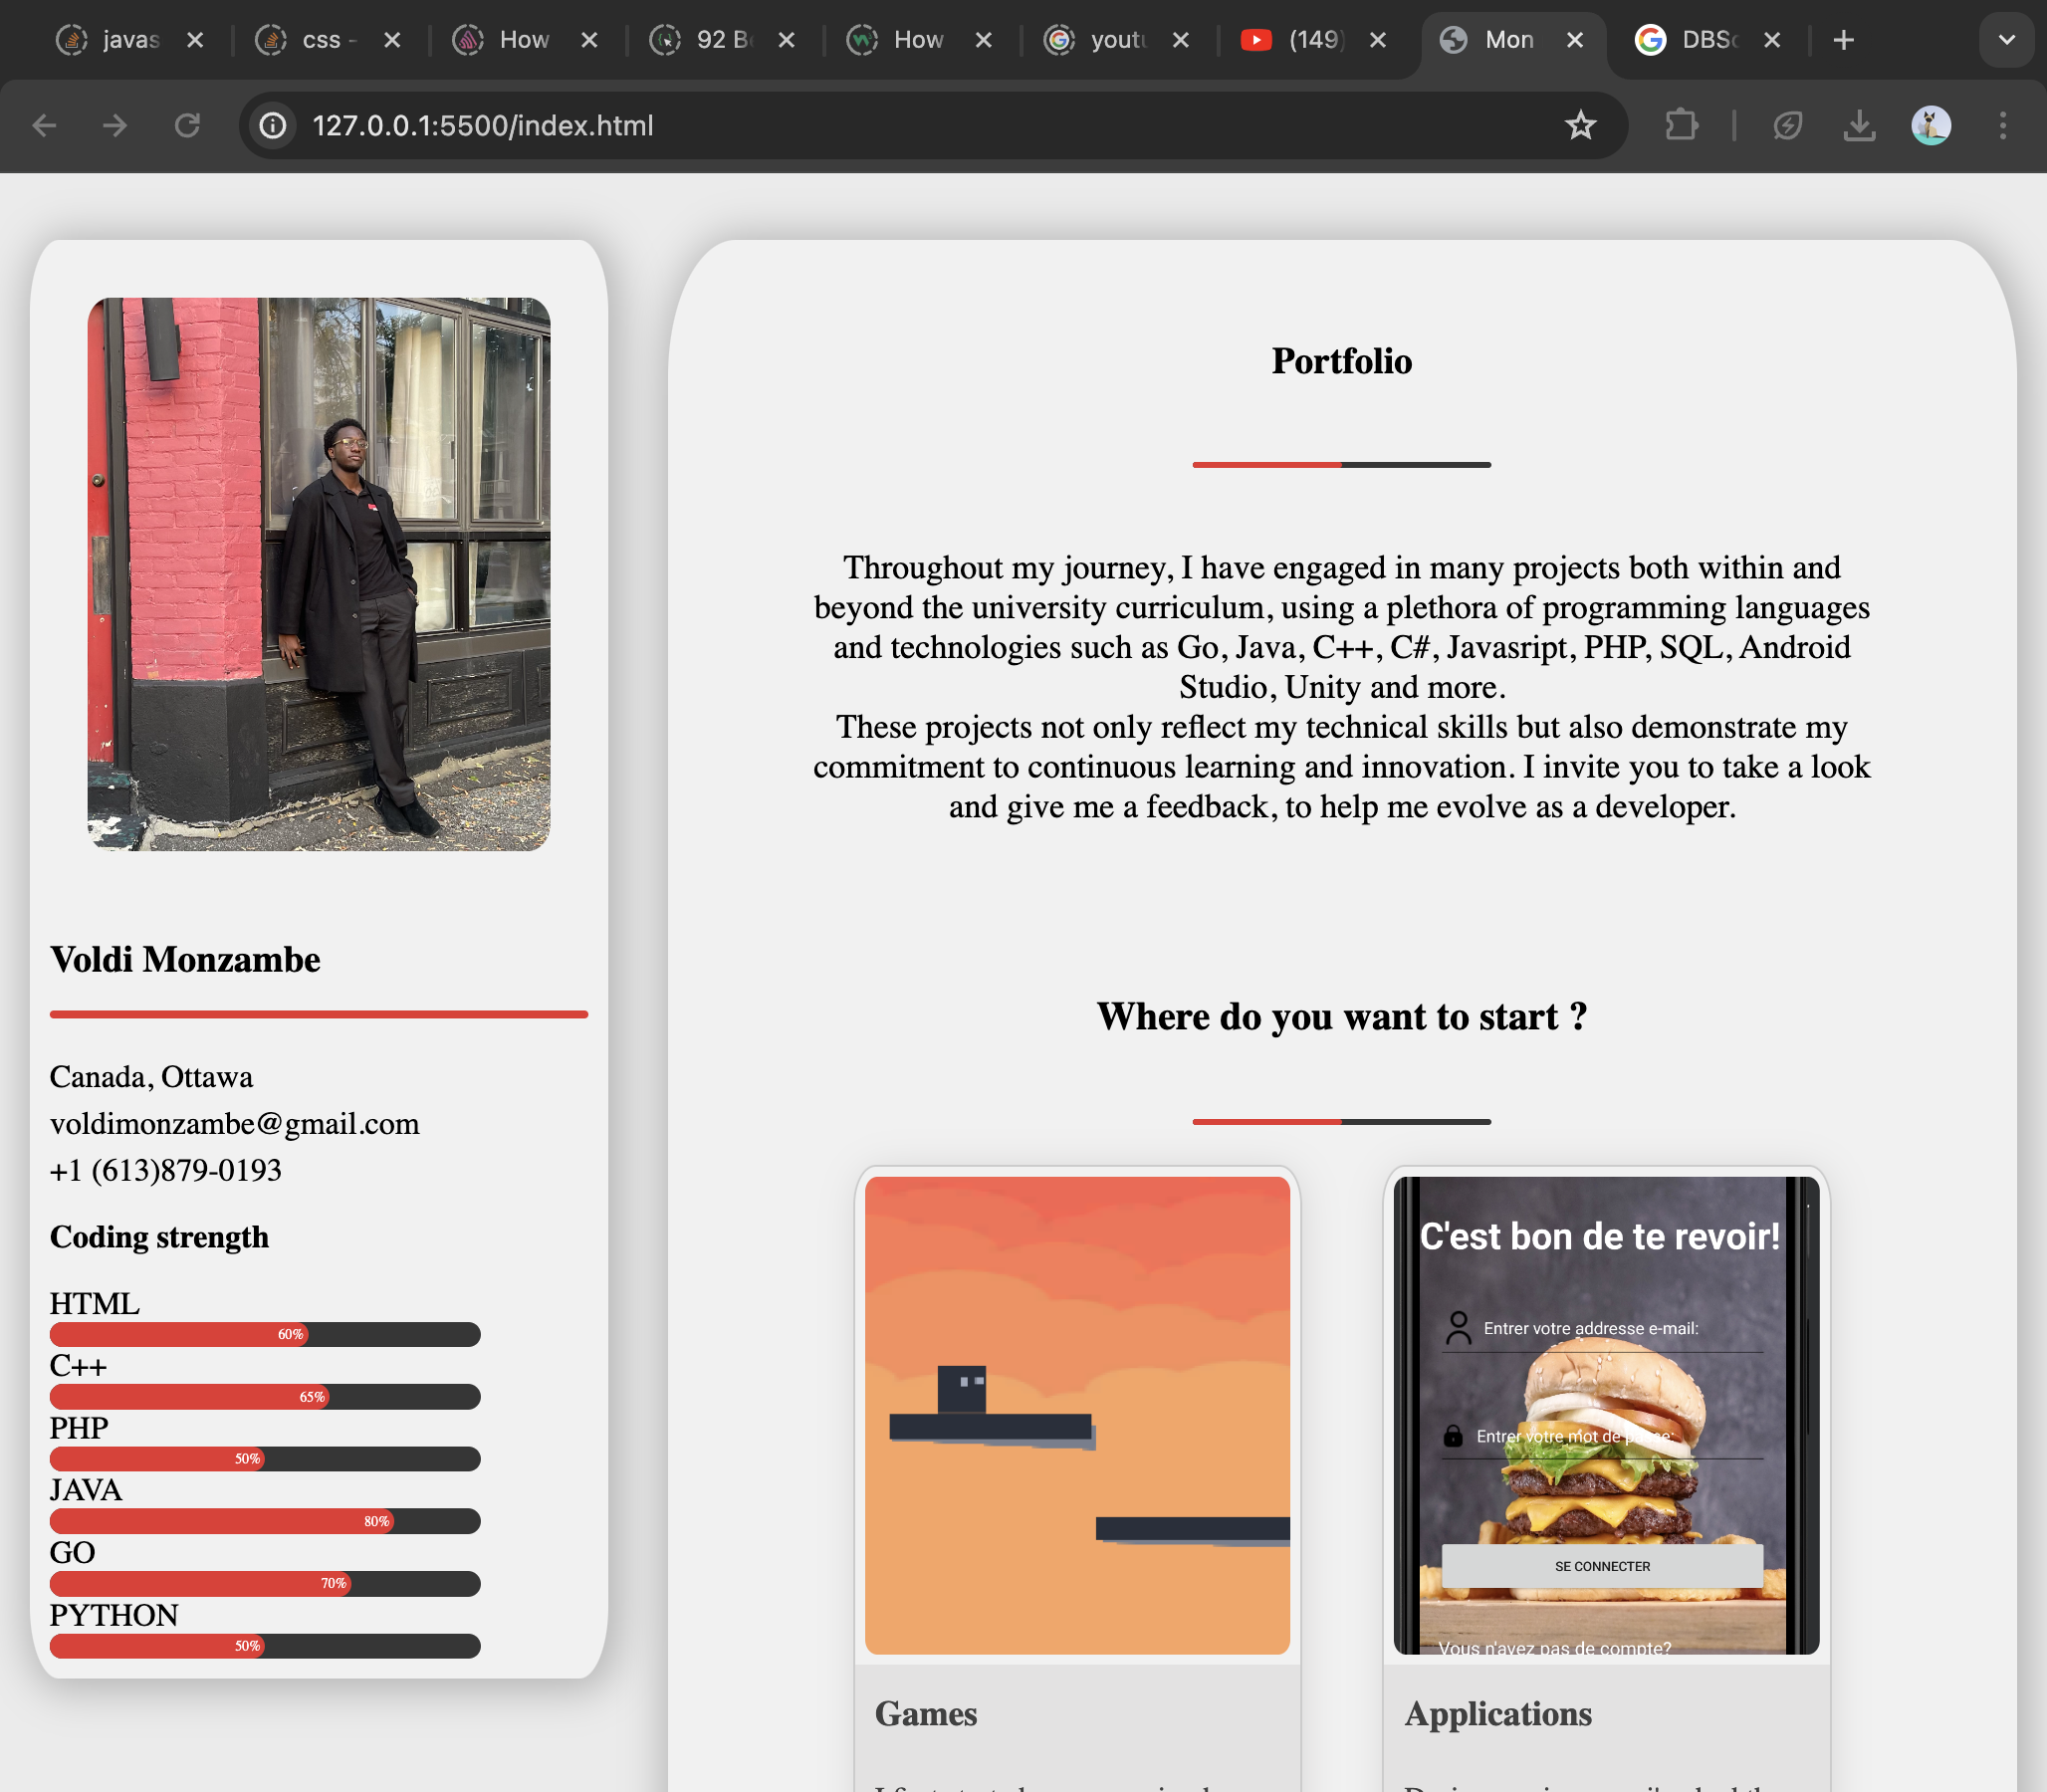 javas
css -
How
92 Be
How
youtu
(149)
Mon
DBSc
127.0.0.1:5500/index.html
Voldi Monzambe
Canada, Ottawa
voldimonzambe@gmail.com
+1 (613)879-0193
Coding strength
HTML
60%
C++
65%
PHP
50%
JAVA
80%
GO
70%
PYTHON
50%
Portfolio
Throughout my journey, I have engaged in many projects both within and
beyond the university curriculum, using a plethora of programming languages
and technologies such as Go, Java, C++, C#, Javasript, PHP, SQL, Android
Studio, Unity and more.
These projects not only reflect my technical skills but also demonstrate my
commitment to continuous learning and innovation. I invite you to take a look
and give me a feedback, to help me evolve as a developer.
Where do you want to start ?
Games
C'est bon de te revoir!
Entrer votre addresse e-mail:
Entrer votre mot de passe:
SE CONNECTER
Vous n'avez pas de compte?
Applications